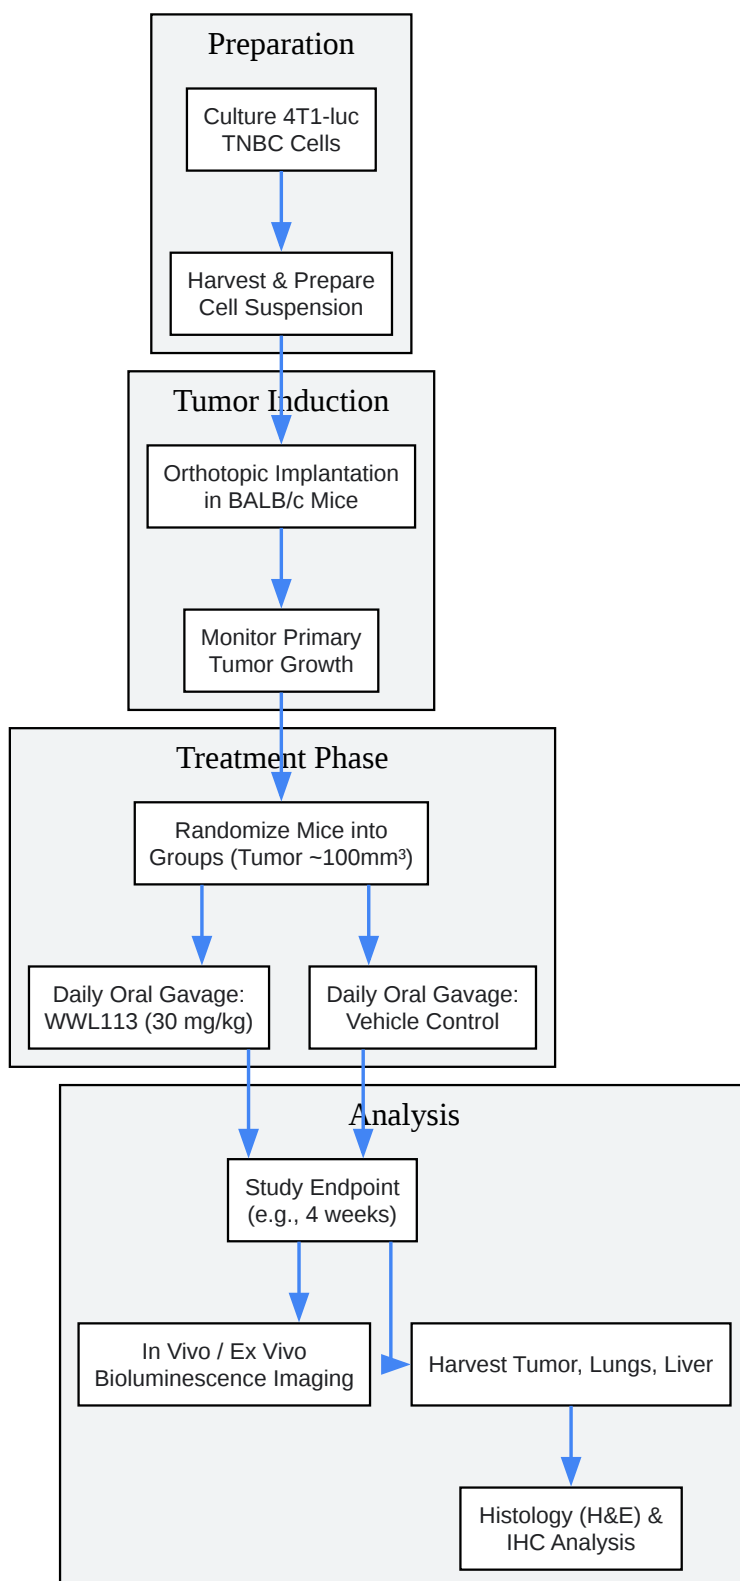 Preparation
Culture 4T1-luc
TNBC Cells
Harvest & Prepare
Cell Suspension
Tumor Induction
Orthotopic Implantation
in BALB/c Mice
Monitor Primary
Tumor Growth
Treatment Phase
Randomize Mice into
Groups (Tumor ~100mm³)
Daily Oral Gavage:
WWL113 (30 mg/kg)
Daily Oral Gavage:
Vehicle Control
Analysis
Study Endpoint
(e.g., 4 weeks)
In Vivo / Ex Vivo
Bioluminescence Imaging
Harvest Tumor, Lungs, Liver
Histology (H&E) &
IHC Analysis